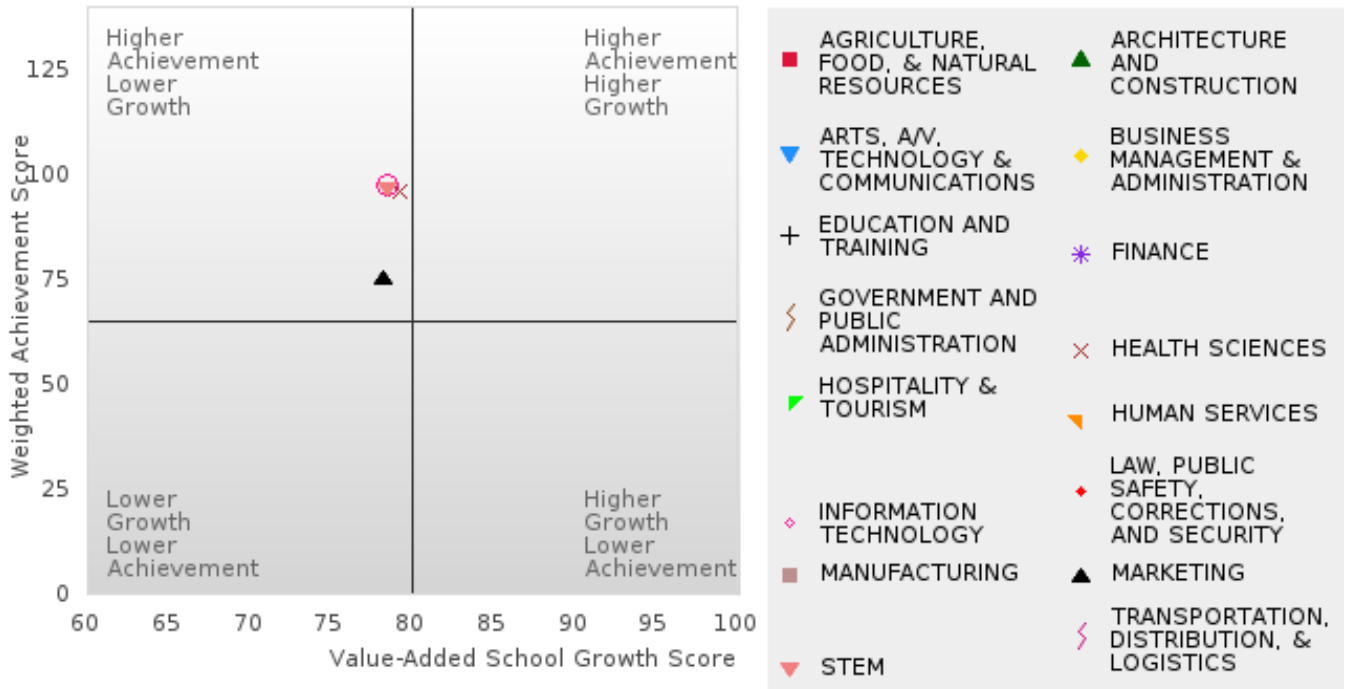 Higher
Achievement
Lower
Growth
Higher
Achievement
Higher
Growth
Lower
Growth
Lower
Achievement
Higher
Growth
Lower
Achievement
Weighted Achievement Score
125
100
75
50
25
0
60 65 70 75 80 85 90 95 100
Value-Added School Growth Score
AGRICULTURE,
FOOD, & NATURAL
RESOURCES
ARCHITECTURE
AND
CONSTRUCTION
ARTS, A/V,
TECHNOLOGY &
COMMUNICATIONS
BUSINESS
MANAGEMENT &
ADMINISTRATION
EDUCATION AND
TRAINING
FINANCE
GOVERNMENT AND
PUBLIC
ADMINISTRATION
HEALTH SCIENCES
HOSPITALITY &
TOURISM
HUMAN SERVICES
INFORMATION
TECHNOLOGY
LAW, PUBLIC
SAFETY,
CORRECTIONS,
AND SECURITY
MANUFACTURING
MARKETING
STEM
TRANSPORTATION,
DISTRIBUTION, &
LOGISTICS